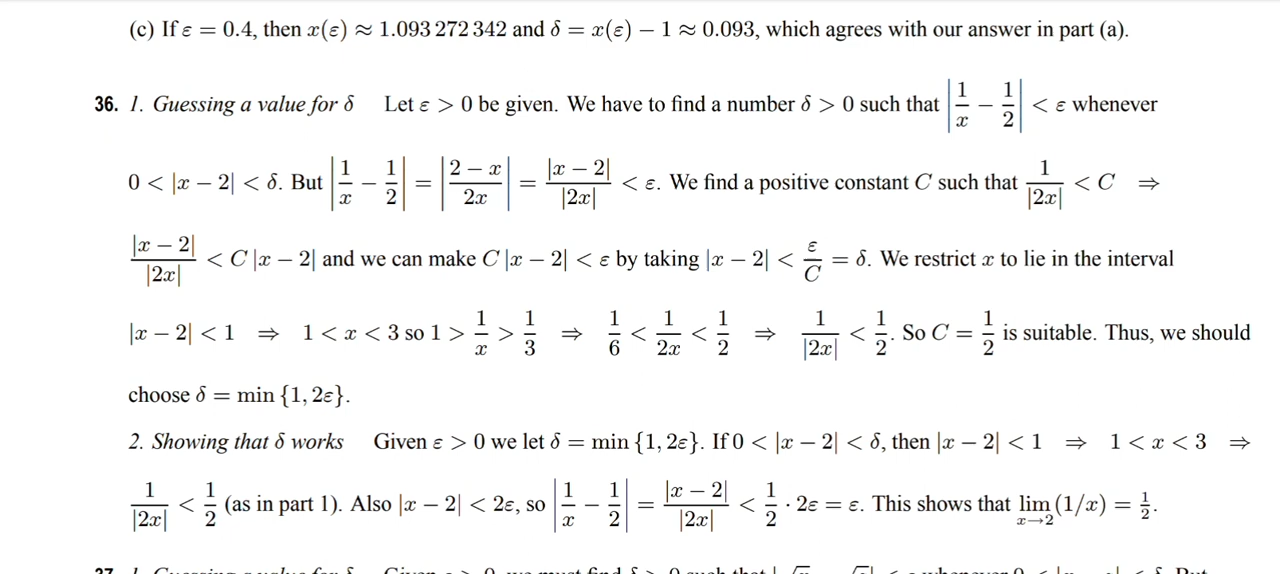 (c) If ε = 0.4, then x(ε) ≈ 1.093 272 342 and δ = x(ε) − 1 ≈ 0.093, which agrees with our answer in part (a).
36. 1. Guessing a value for δ Let ε > 0 be given. We have to find a number δ > 0 such that |1/x − 1/2| < ε whenever
0 < |x − 2| < δ. But |1/x − 1/2| = |(2 − x)/(2x)| = |x − 2|/|2x| < ε. We find a positive constant C such that 1/|2x| < C ⇒
|x − 2|/|2x| < C |x − 2| and we can make C |x − 2| < ε by taking |x − 2| < ε/C = δ. We restrict x to lie in the interval
|x − 2| < 1 ⇒ 1 < x < 3 so 1 > 1/x > 1/3 ⇒ 1/6 < 1/2x < 1/2 ⇒ 1/|2x| < 1/2. So C = 1/2 is suitable. Thus, we should
choose δ = min {1, 2ε}.
2. Showing that δ works Given ε > 0 we let δ = min {1, 2ε}. If 0 < |x − 2| < δ, then |x − 2| < 1 ⇒ 1 < x < 3 ⇒
1/|2x| < 1/2 (as in part 1). Also |x − 2| < 2ε, so |1/x − 1/2| = |x − 2|/|2x| < 1/2 · 2ε = ε. This shows that lim x→2 (1/x) = 1/2.